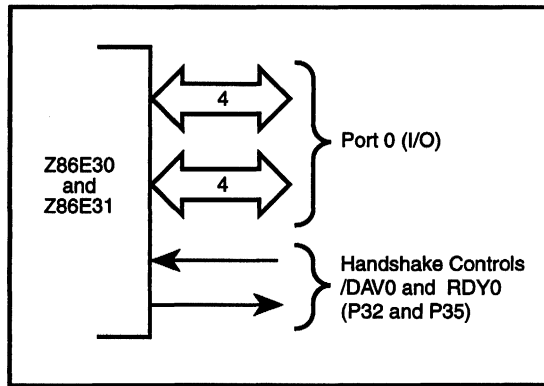 Z86E30
and
Z86E31
4
4
Port 0 (I/O)
Handshake Controls
/DAV0 and RDY0
(P32 and P35)